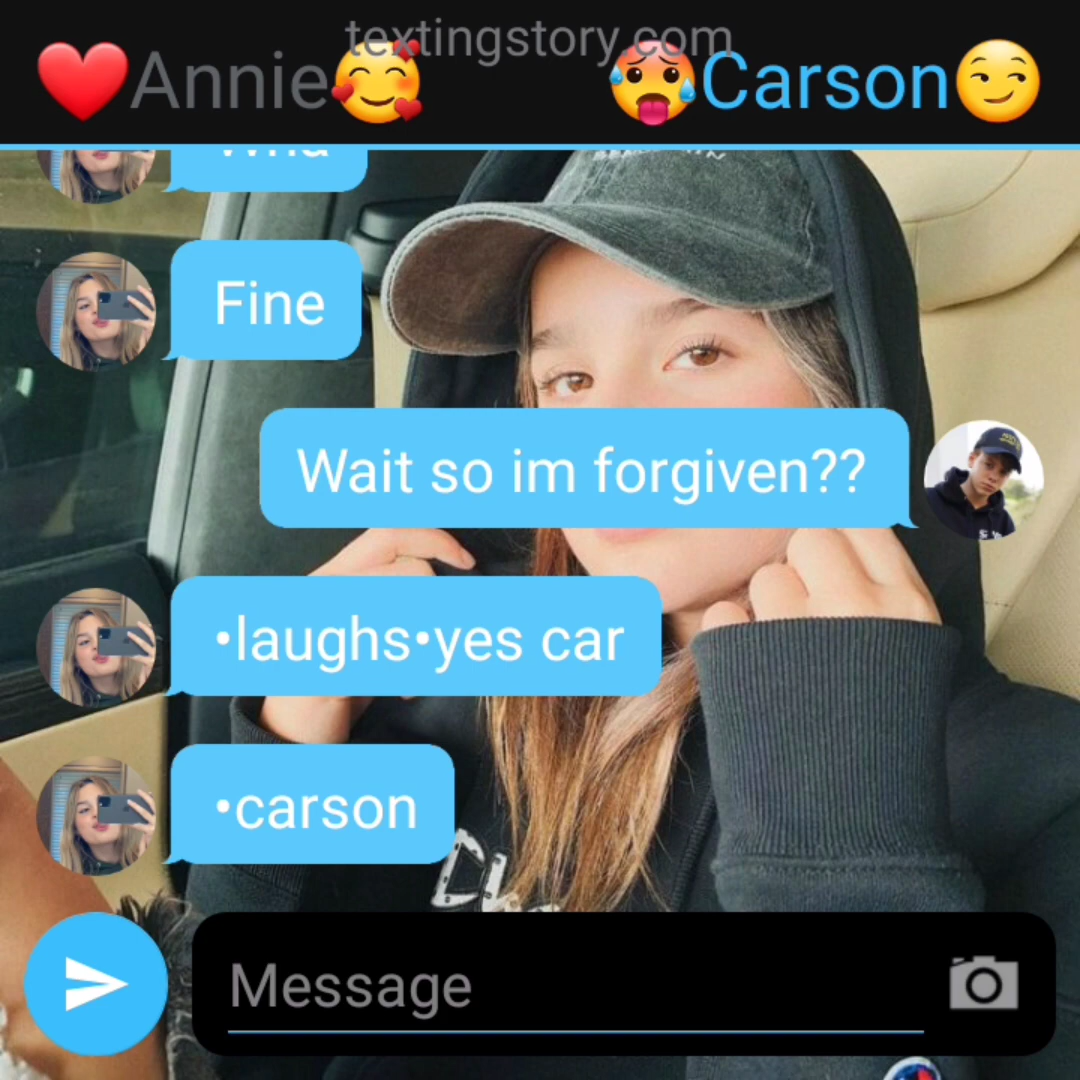 textingstory.com
❤️Annie🥰 🥵Carson😏
Fine
Wait so im forgiven??
•laughs•yes car
•carson
Message